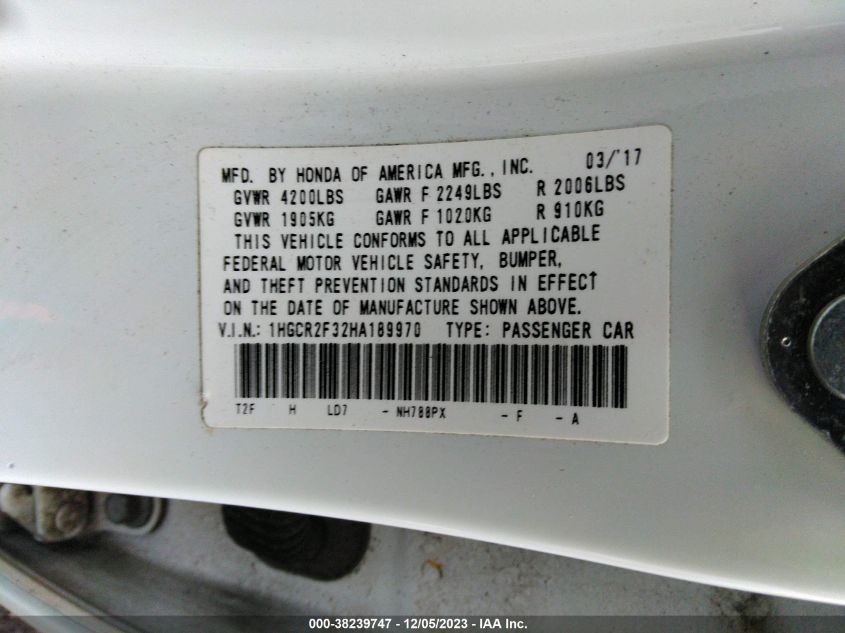 MFD. BY HONDA OF AMERICA MFG., INC. 03/'17
GVWR 4200LBS GAWR F 2249LBS R 2006LBS
GVWR 1905KG GAWR F 1020KG R 910KG
THIS VEHICLE CONFORMS TO ALL APPLICABLE
FEDERAL MOTOR VEHICLE SAFETY, BUMPER,
AND THEFT PREVENTION STANDARDS IN EFFECT
ON THE DATE OF MANUFACTURE SHOWN ABOVE.
V.I.N.: 1HGCR2F32HA189970 TYPE: PASSENGER CAR
T2F H LD7 - NH788PX - F - A
000-38239747 - 12/05/2023 - IAA Inc.